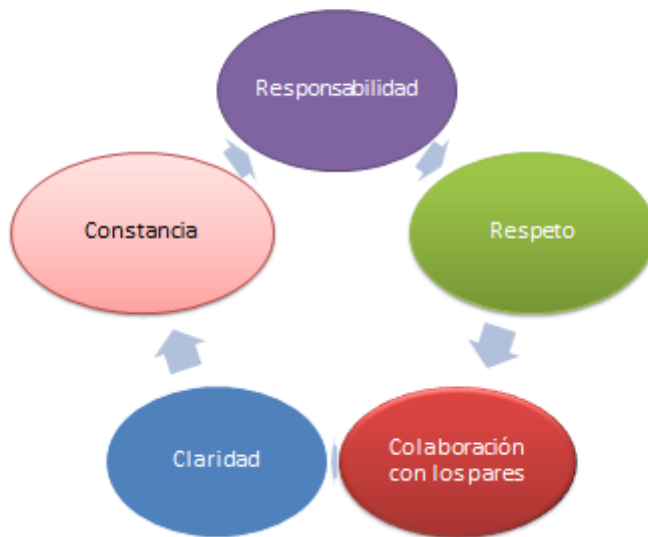 Responsabilidad
Respeto
Colaboración
con los pares
Claridad
Constancia